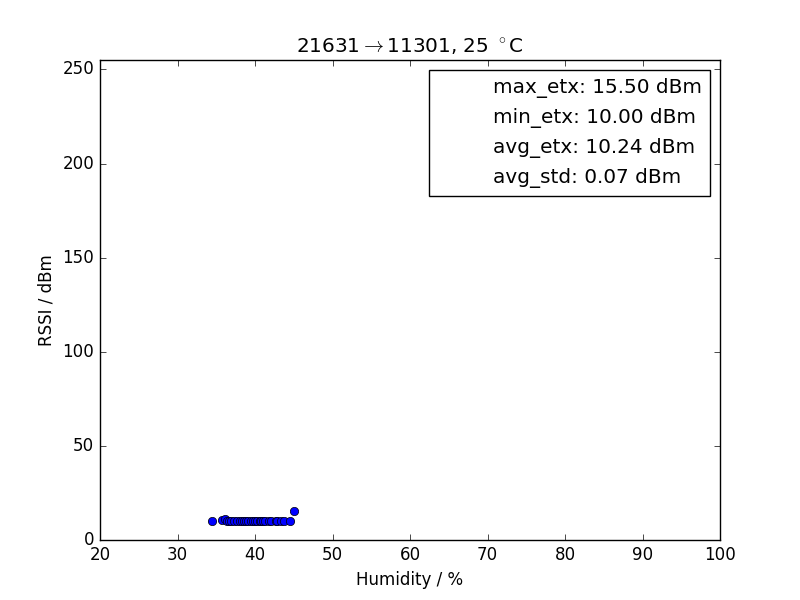 21631→11301, 25 °C
250
200
150
100
50
0
RSSI / dBm
max_etx: 15.50 dBm
min_etx: 10.00 dBm
avg_etx: 10.24 dBm
avg_std: 0.07 dBm
20 30 40 50 60 70 80 90 100
Humidity / %